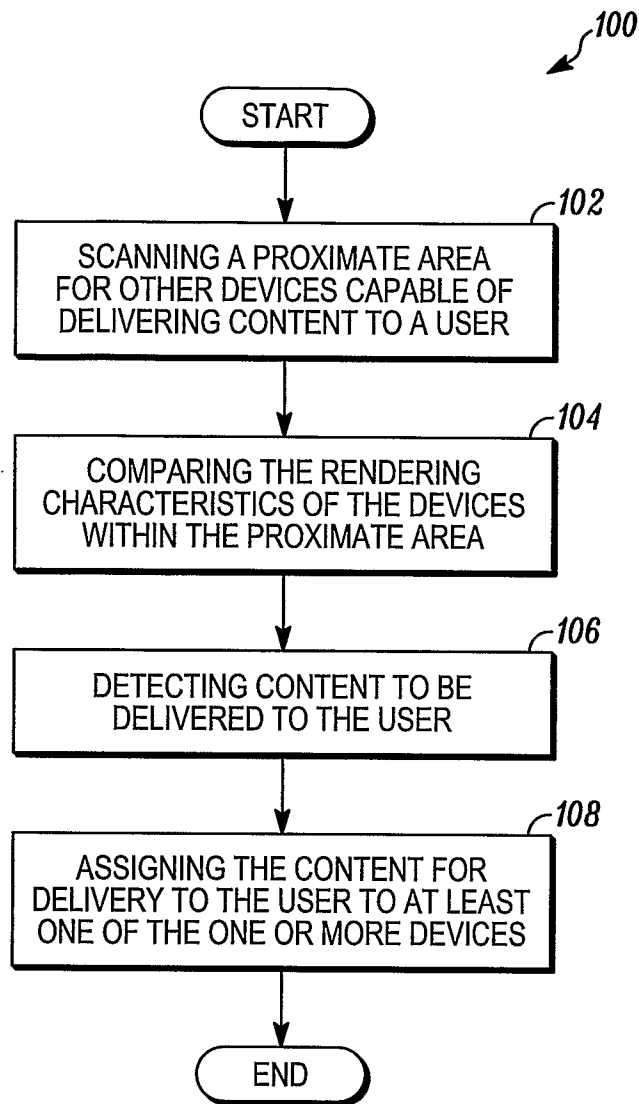 100
START
102
SCANNING A PROXIMATE AREA
FOR OTHER DEVICES CAPABLE OF
DELIVERING CONTENT TO A USER
104
COMPARING THE RENDERING
CHARACTERISTICS OF THE DEVICES
WITHIN THE PROXIMATE AREA
106
DETECTING CONTENT TO BE
DELIVERED TO THE USER
108
ASSIGNING THE CONTENT FOR
DELIVERY TO THE USER TO AT LEAST
ONE OF THE ONE OR MORE DEVICES
END